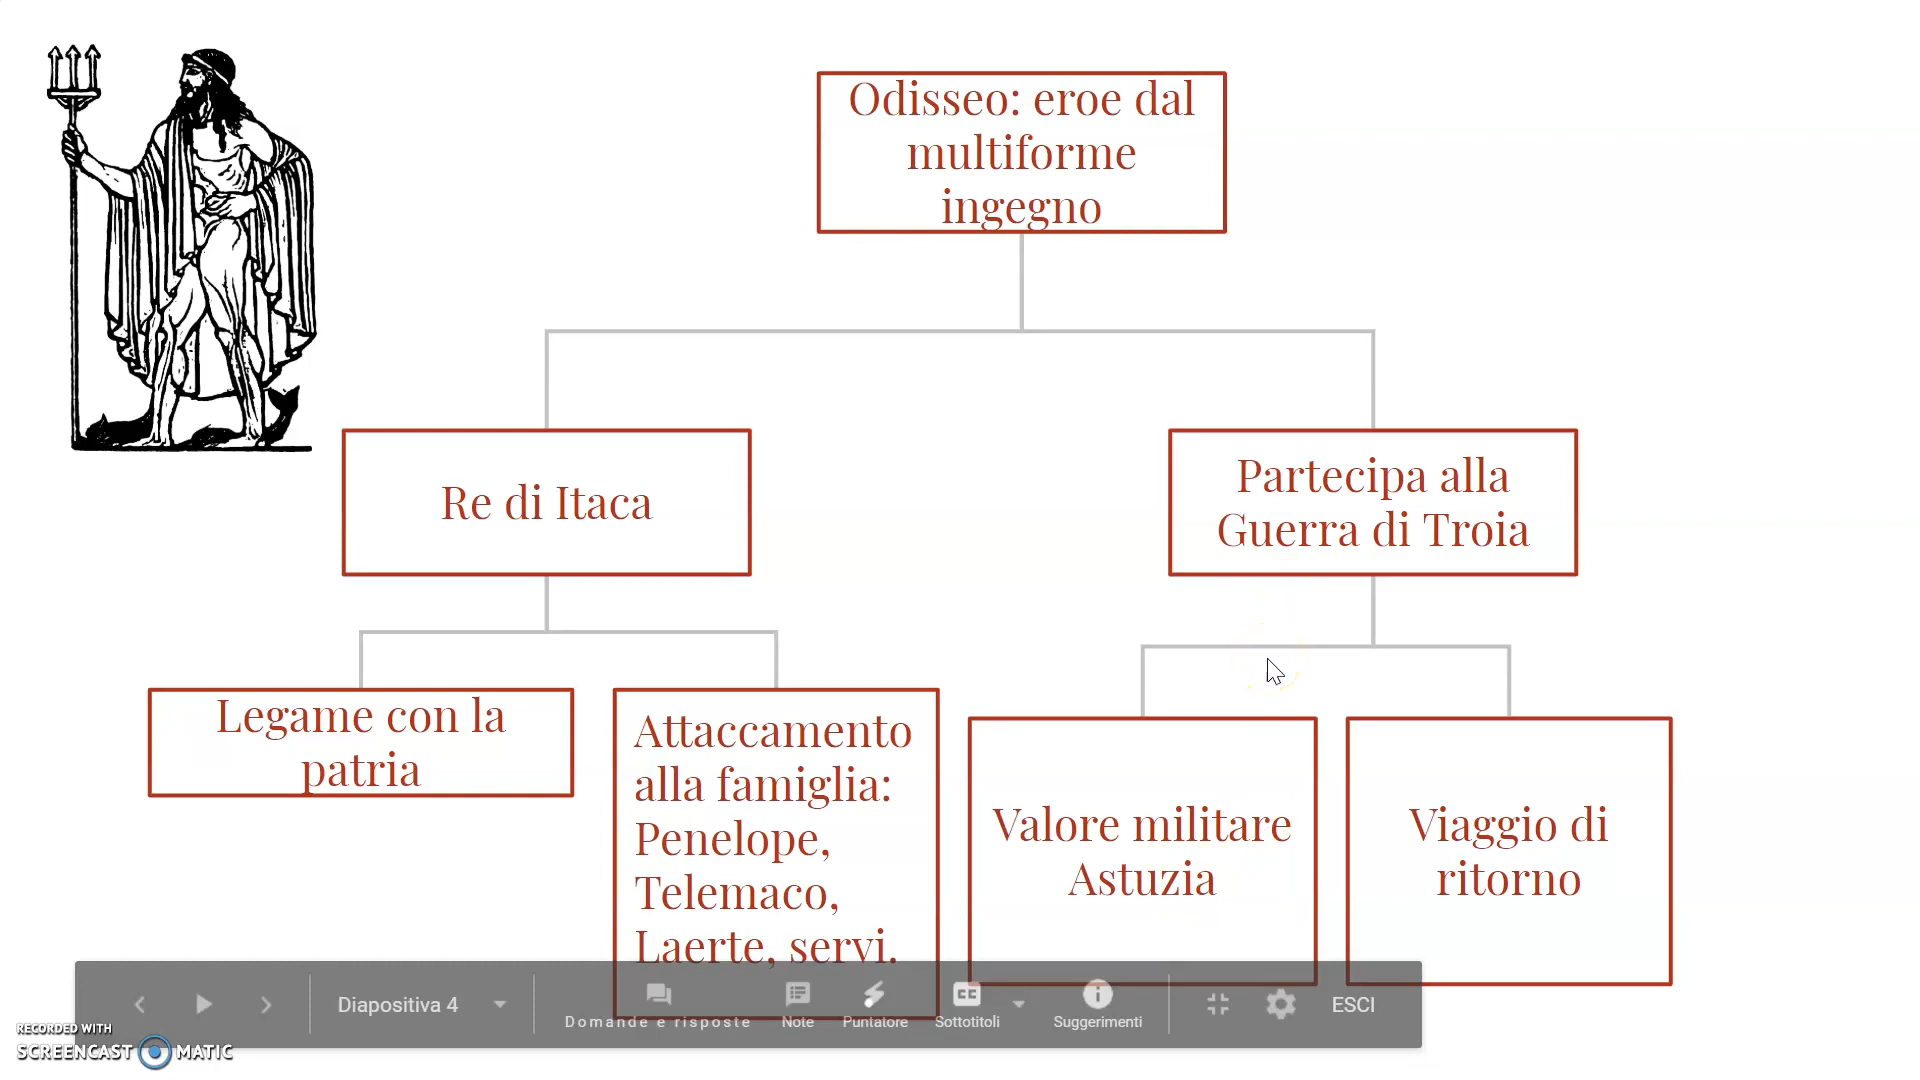 Odisseo: eroe dal
multiforme
ingegno
Re di Itaca
Partecipa alla
Guerra di Troia
Legame con la
patria
Attaccamento
alla famiglia:
Penelope,
Telemaco,
Laerte, servi.
Valore militare
Astuzia
Viaggio di
ritorno
Diapositiva 4
Domande e risposte
Note
Puntatore
CC
Sottotitoli
Suggerimenti
ESCI
RECORDED WITH
SCREENCAST MATIC